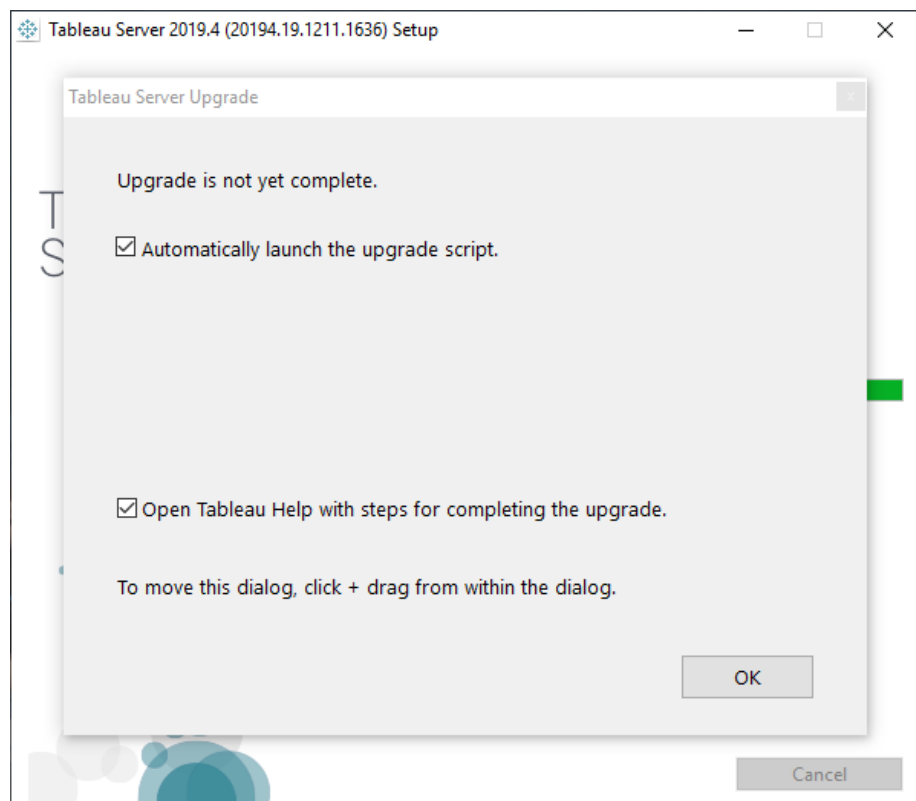 Tableau Server 2019.4 (20194.19.1211.1636) Setup
Tableau Server Upgrade
Upgrade is not yet complete.
T
Automatically launch the upgrade script.
S
Open Tableau Help with steps for completing the upgrade.
To move this dialog, click + drag from within the dialog.
OK
Cancel